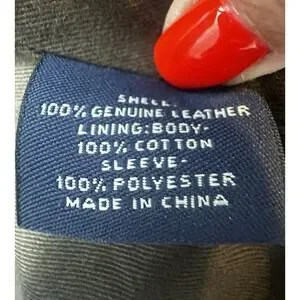 SHELL:
100% GENUINE LEATHER
LINING:BODY-
100% COTTON
SLEEVE-
100% POLYESTER
MADE IN CHINA